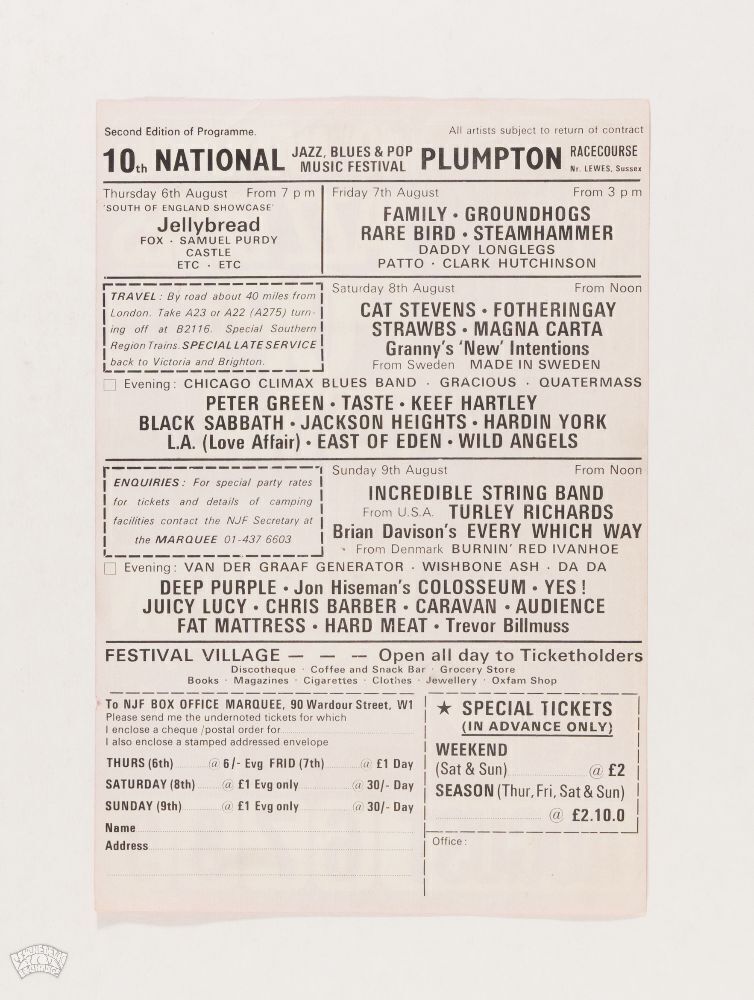 Second Edition of Programme.
All artists subject to return of contract
10th NATIONAL JAZZ, BLUES & POP MUSIC FESTIVAL PLUMPTON RACECOURSE Nr. LEWES, Sussex
Thursday 6th August From 7 p m
'SOUTH OF ENGLAND SHOWCASE'
Jellybread
FOX · SAMUEL PURDY
CASTLE
ETC · ETC
Friday 7th August From 3 p m
FAMILY · GROUNDHOGS
RARE BIRD · STEAMHAMMER
DADDY LONGLEGS
PATTO · CLARK HUTCHINSON
TRAVEL: By road about 40 miles from
London. Take A23 or A22 (A275) turn-
ing off at B2116. Special Southern
Region Trains. SPECIAL LATE SERVICE
back to Victoria and Brighton.
Saturday 8th August From Noon
CAT STEVENS · FOTHERINGAY
STRAWBS · MAGNA CARTA
Granny's 'New' Intentions
From Sweden MADE IN SWEDEN
Evening: CHICAGO CLIMAX BLUES BAND · GRACIOUS · QUATERMASS
PETER GREEN · TASTE · KEEF HARTLEY
BLACK SABBATH · JACKSON HEIGHTS · HARDIN YORK
L.A. (Love Affair) · EAST OF EDEN · WILD ANGELS
ENQUIRIES: For special party rates
for tickets and details of camping
facilities contact the NJF Secretary at
the MARQUEE 01-437 6603
Sunday 9th August From Noon
INCREDIBLE STRING BAND
From U.S.A. TURLEY RICHARDS
Brian Davison's EVERY WHICH WAY
From Denmark BURNIN' RED IVANHOE
Evening: VAN DER GRAAF GENERATOR · WISHBONE ASH · DA DA
DEEP PURPLE · Jon Hiseman's COLOSSEUM · YES!
JUICY LUCY · CHRIS BARBER · CARAVAN · AUDIENCE
FAT MATTRESS · HARD MEAT · Trevor Billmuss
FESTIVAL VILLAGE — — — Open all day to Ticketholders
Discotheque · Coffee and Snack Bar · Grocery Store
Books · Magazines · Cigarettes · Clothes · Jewellery · Oxfam Shop
To NJF BOX OFFICE MARQUEE, 90 Wardour Street, W1
Please send me the undernoted tickets for which
I enclose a cheque /postal order for
I also enclose a stamped addressed envelope
THURS (6th) @ 6/- Evg FRID (7th) @ £1 Day
SATURDAY (8th) @ £1 Evg only @ 30/- Day
SUNDAY (9th) @ £1 Evg only @ 30/- Day
Name
Address
★ SPECIAL TICKETS
(IN ADVANCE ONLY)
WEEKEND
(Sat & Sun) @ £2
SEASON (Thur, Fri, Sat & Sun)
@ £2.10.0
Office: